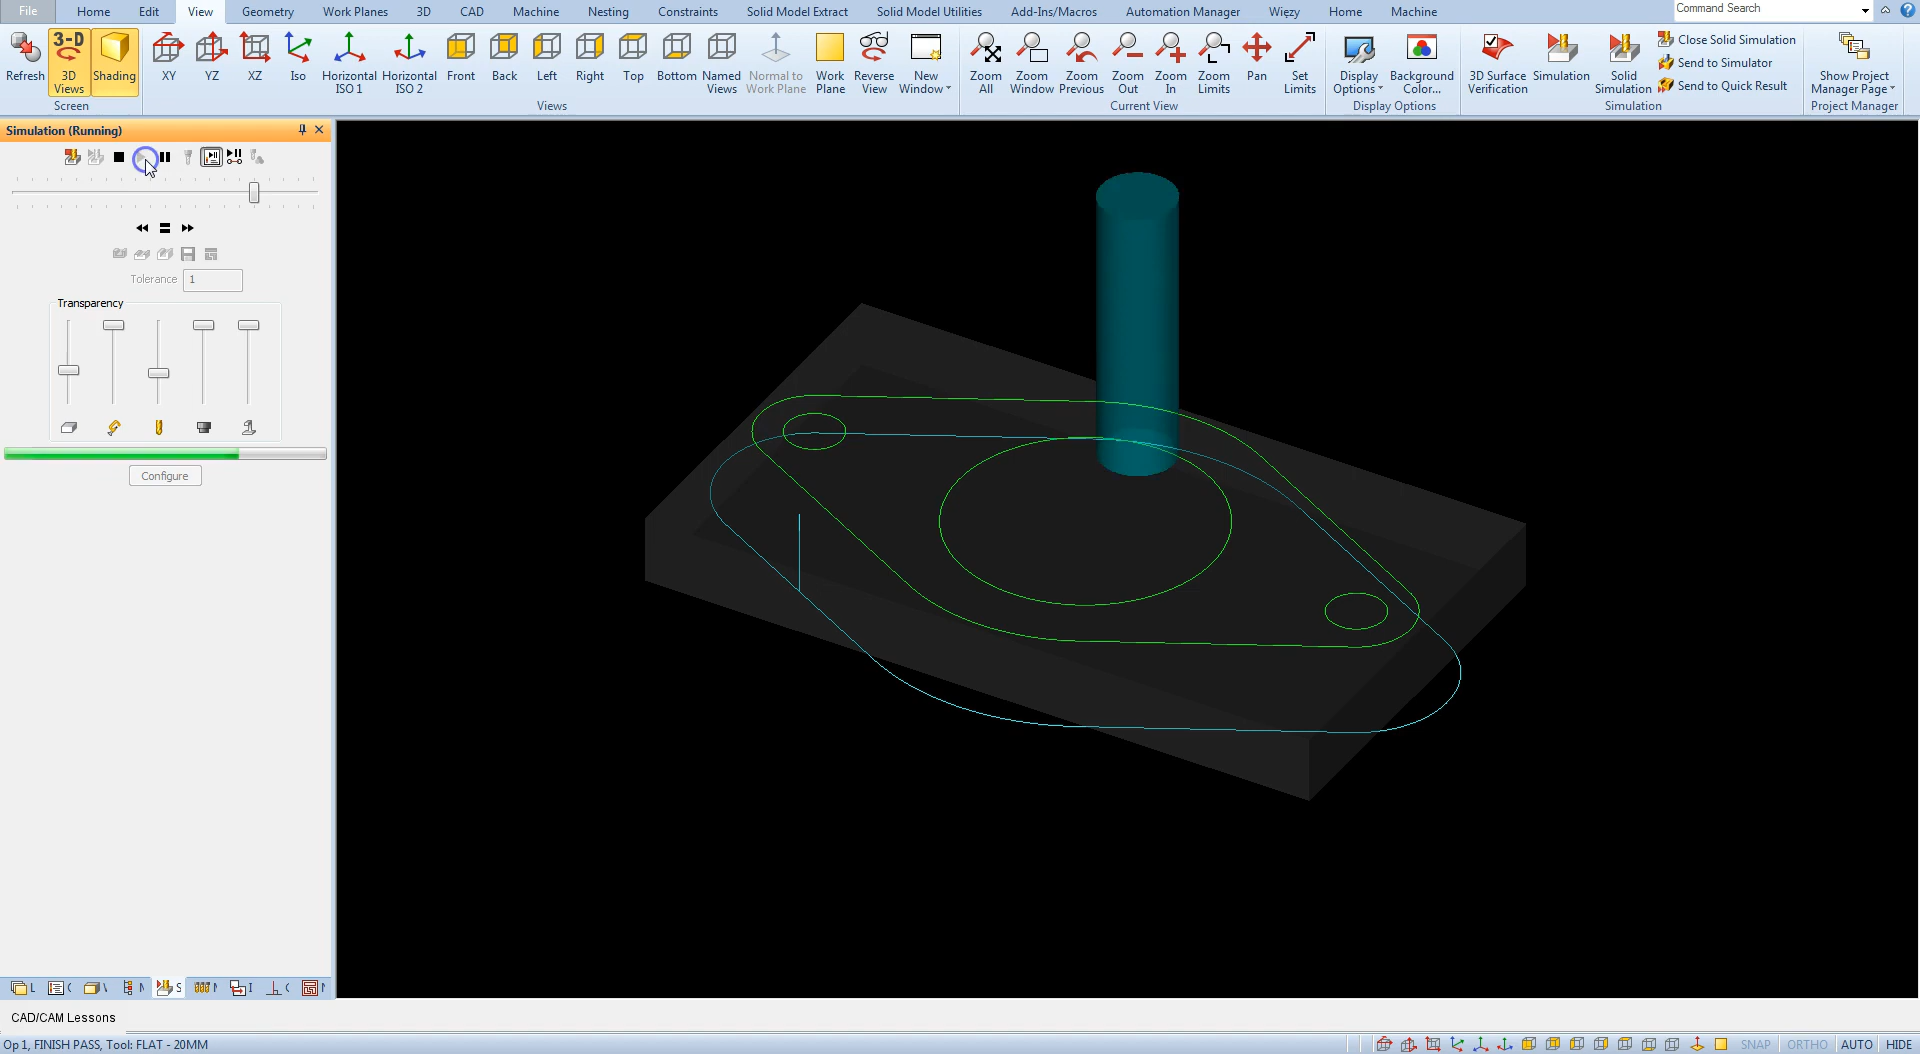 File Home Edit View Geometry Work Planes 3D CAD Machine Nesting Constraints Solid Model Extract Solid Model Utilities Add-Ins/Macros Automation Manager Więzy Home Machine Command Search
Refresh 3-D 3D Views Shading XY YZ XZ Iso Horizontal ISO 1 Horizontal ISO 2 Front Back Left Right Top Bottom Named Views Normal to Work Plane Work Plane Reverse View New Window Zoom All Zoom Window Zoom Previous Zoom Out Zoom In Zoom Limits Pan Set Limits Display Options Background Color... 3D Surface Verification Simulation Solid Simulation Close Solid Simulation Send to Simulator Send to Quick Result Show Project Manager Page
Screen Views Current View Display Options Simulation Project Manager
Simulation (Running)
Tolerance 1
Transparency
Configure
L ( \ M S M I ( M
CAD/CAM Lessons
Op 1, FINISH PASS, Tool: FLAT - 20MM SNAP ORTHO AUTO HIDE